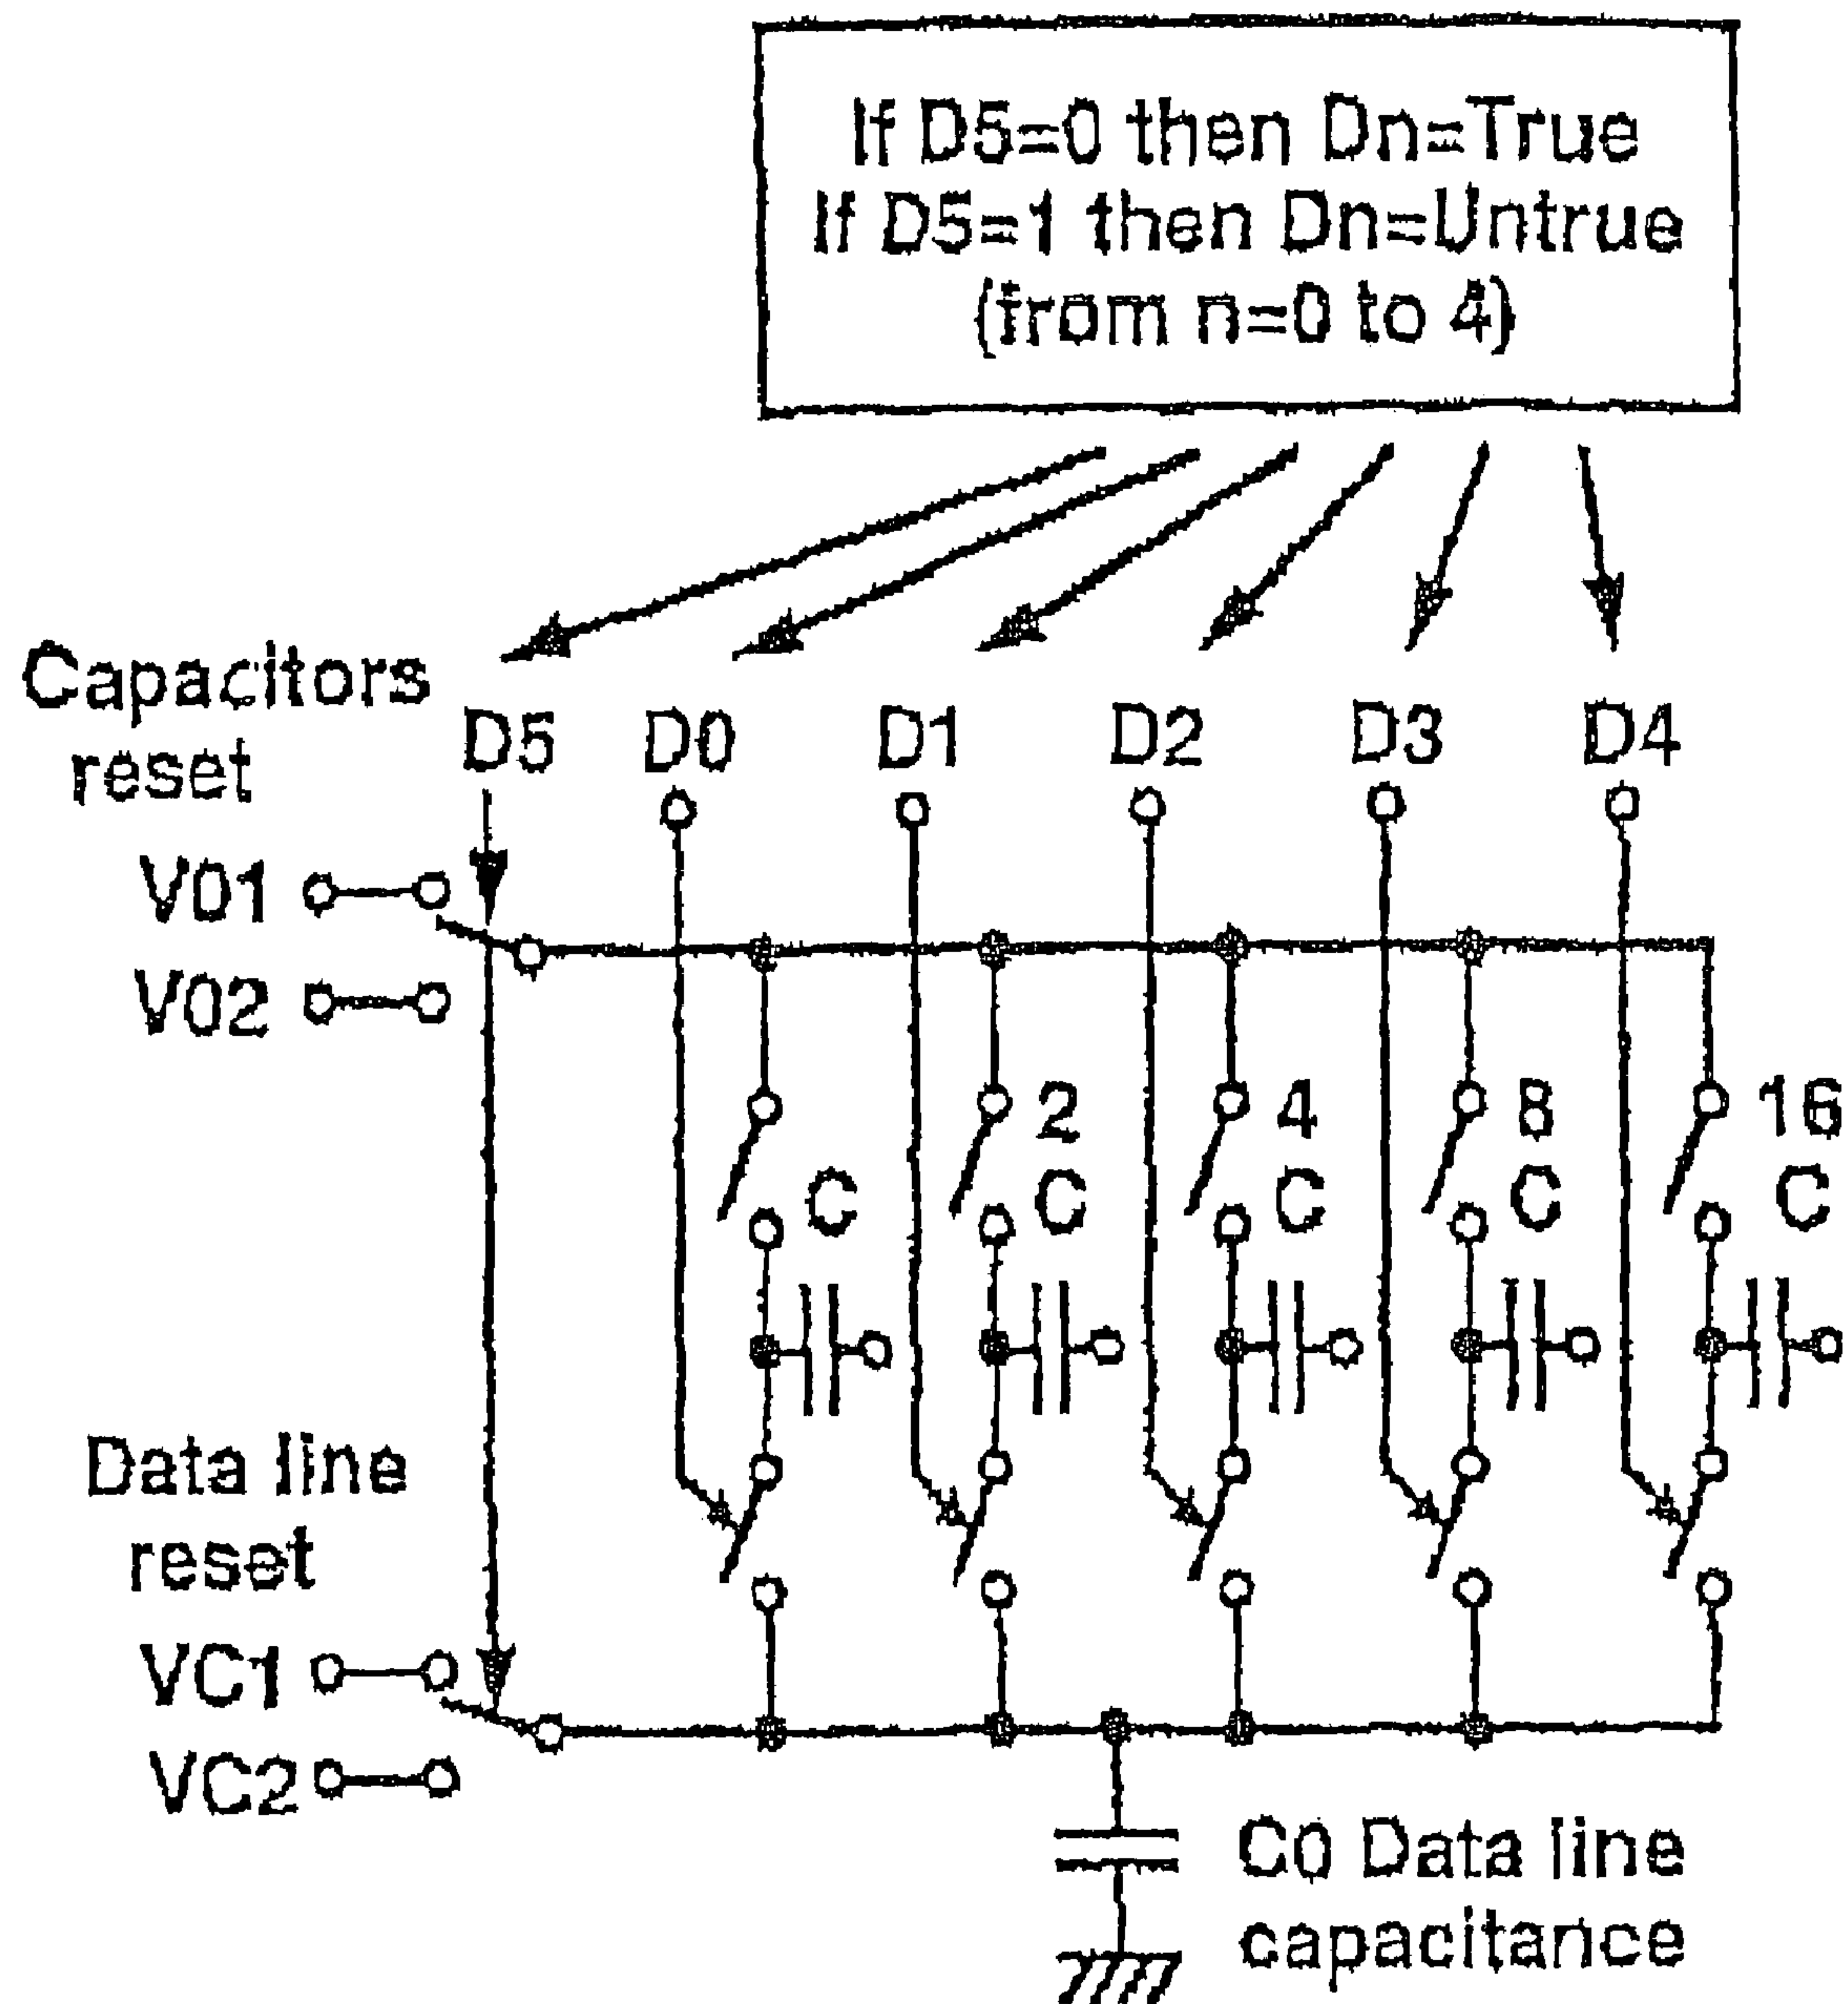 If D5=0 then Dn=True
If D5=1 then Dn=Untrue
(from n=0 to 4)
Capacitors
reset
D5 D0 D1 D2 D3 D4
V01
V02
2 4 8 16
C C C C C
Data line
reset
VC1
VC2
C0 Data line
capacitance